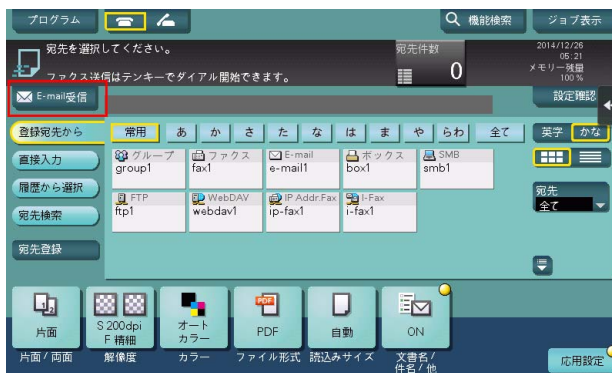 プログラム
機能検索
ジョブ表示
宛先を選択してください。
ファクス送信はテンキーでダイアル開始できます。
宛先件数
0
2014/12/26
05:21
メモリー残量
100 %
E-mail受信
設定確認
登録宛先から
常用
あ
か
さ
た
な
は
ま
や
らわ
全て
英字
かな
直接入力
グループ
group1
ファクス
fax1
E-mail
e-mail1
ボックス
box1
SMB
smb1
履歴から選択
FTP
ftp1
WebDAV
webdav1
IP Addr.Fax
ip-fax1
I-Fax
i-fax1
宛先
全て
宛先検索
宛先登録
片面
S 200dpi
F 精細
オート
カラー
PDF
自動
ON
片面/両面
解像度
カラー
ファイル形式
読込みサイズ
文書名/
件名/他
応用設定